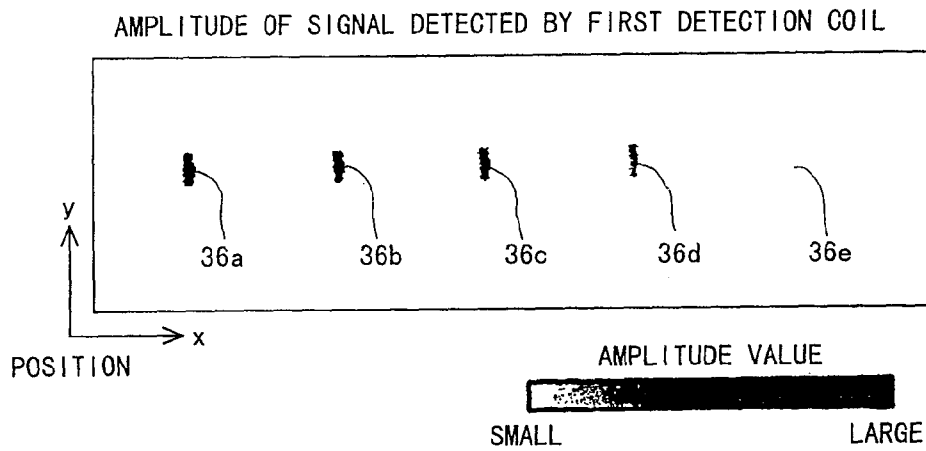 AMPLITUDE OF SIGNAL DETECTED BY FIRST DETECTION COIL
36a 36b 36c 36d 36e
y
x
POSITION
AMPLITUDE VALUE
SMALL LARGE